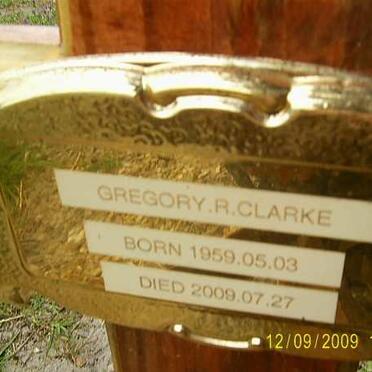 GREGORY.R.CLARKE
BORN 1959.05.03
DIED 2009.07.27
12/09/2009